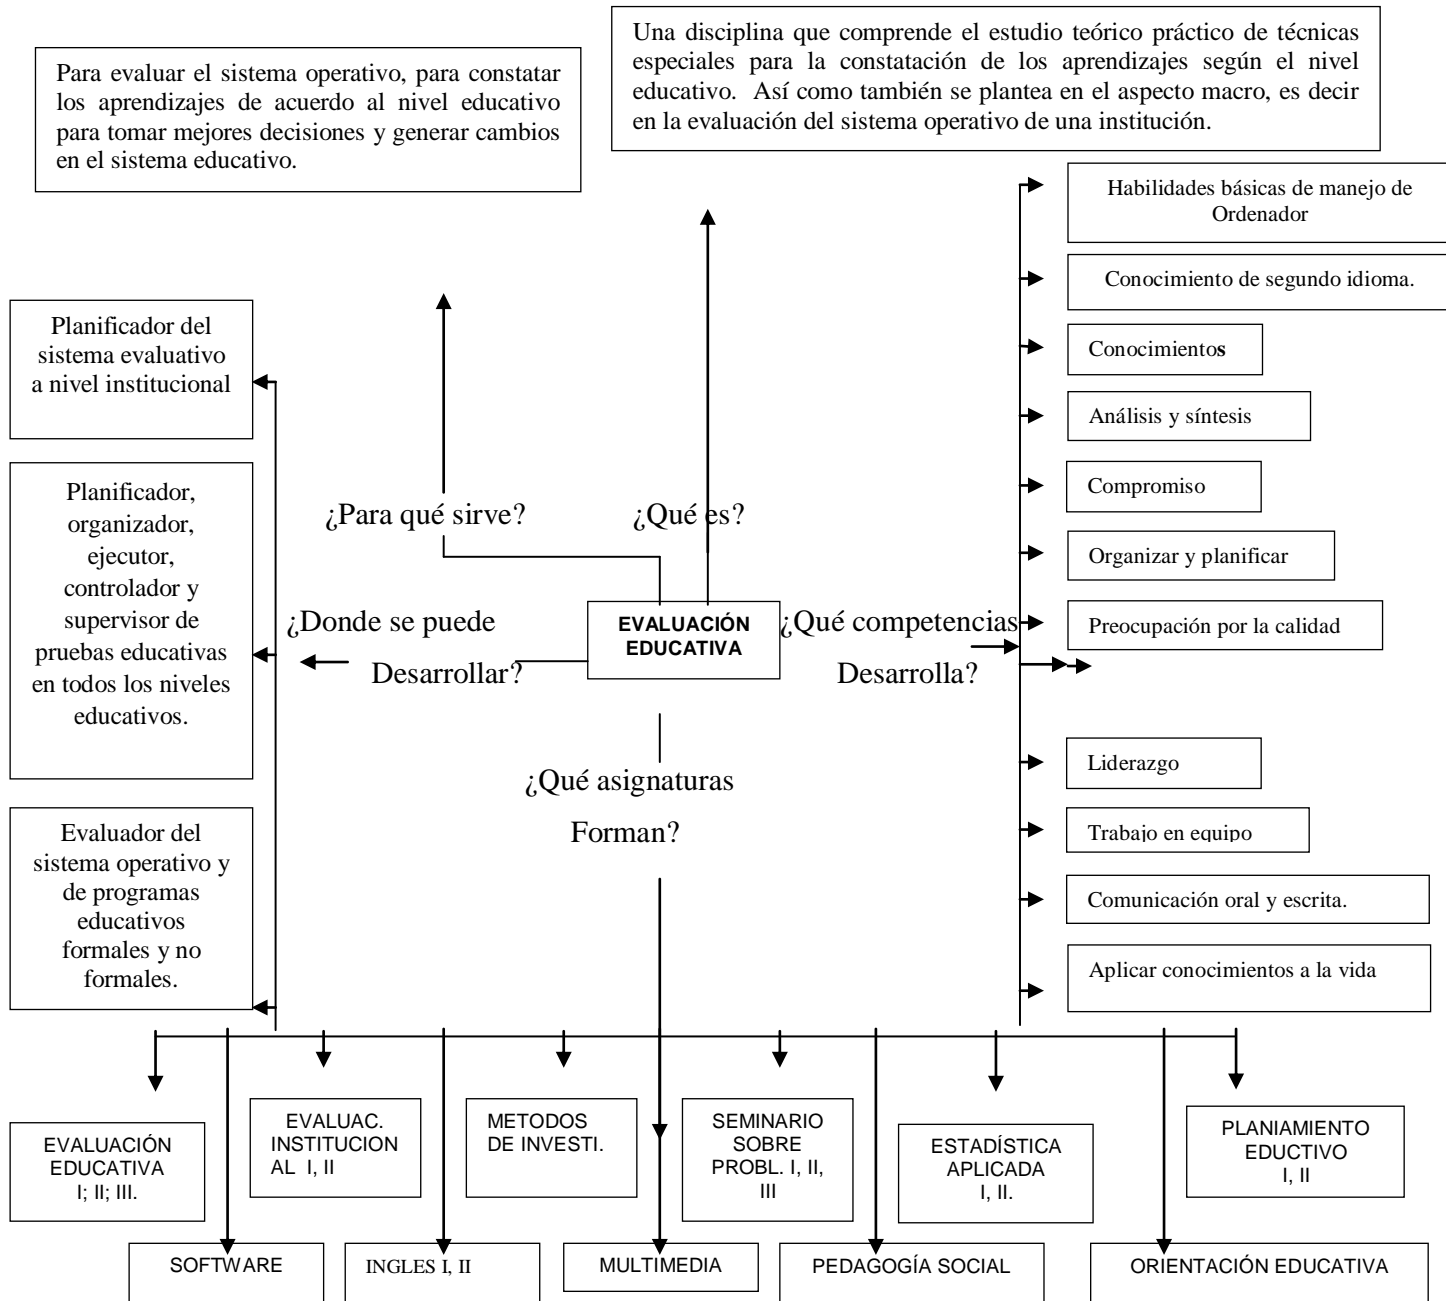 Una disciplina que comprende el estudio teórico práctico de técnicas
especiales para la constatación de los aprendizajes según el nivel
educativo. Así como también se plantea en el aspecto macro, es decir
en la evaluación del sistema operativo de una institución.
Para evaluar el sistema operativo, para constatar
los aprendizajes de acuerdo al nivel educativo
para tomar mejores decisiones y generar cambios
en el sistema educativo.
Habilidades básicas de manejo de
Ordenador
Conocimiento de segundo idioma.
Conocimientos
Análisis y síntesis
Compromiso
Organizar y planificar
Preocupación por la calidad
Liderazgo
Trabajo en equipo
Comunicación oral y escrita.
Aplicar conocimientos a la vida
Planificador del
sistema evaluativo
a nivel institucional
Planificador,
organizador,
ejecutor,
controlador y
supervisor de
pruebas educativas
en todos los niveles
educativos.
Evaluador del
sistema operativo y
de programas
educativos
formales y no
formales.
¿Para qué sirve?
¿Qué es?
¿Donde se puede
Desarrollar?
EVALUACIÓN
EDUCATIVA
¿Qué competencias
Desarrolla?
¿Qué asignaturas
Forman?
EVALUACIÓN
EDUCATIVA
I; II; III.
EVALUAC.
INSTITUCION
AL I, II
METODOS
DE INVESTI.
SEMINARIO
SOBRE
PROBL. I, II,
III
ESTADÍSTICA
APLICADA
I, II.
PLANIAMIENTO
EDUCTIVO
I, II
SOFTWARE
INGLES I, II
MULTIMEDIA
PEDAGOGÍA SOCIAL
ORIENTACIÓN EDUCATIVA